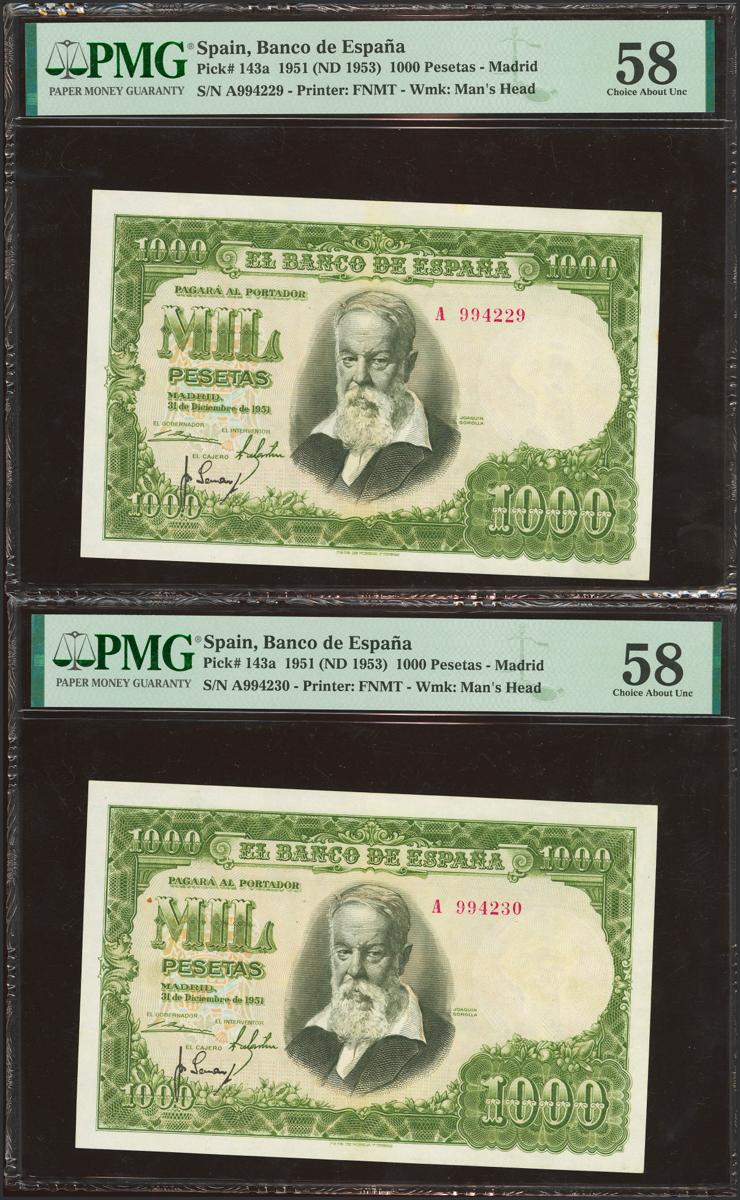 PMG®
PAPER MONEY GUARANTY
Spain, Banco de España
Pick# 143a 1951 (ND 1953) 1000 Pesetas - Madrid
S/N A994229 - Printer: FNMT - Wmk: Man's Head
58
Choice About Unc
1000
EL BANCO DE ESPAÑA
1000
PAGARÁ AL PORTADOR
A 994229
MIL
PESETAS
MADRID,
31 de Diciembre de 1951
JOAQUIN
SOROLLA
EL GOBERNADOR
EL INTERVENTOR
EL CAJERO
1000
1000
PMG®
PAPER MONEY GUARANTY
Spain, Banco de España
Pick# 143a 1951 (ND 1953) 1000 Pesetas - Madrid
S/N A994230 - Printer: FNMT - Wmk: Man's Head
58
Choice About Unc
1000
EL BANCO DE ESPAÑA
1000
PAGARÁ AL PORTADOR
A 994230
MIL
PESETAS
MADRID,
31 de Diciembre de 1951
JOAQUIN
SOROLLA
EL GOBERNADOR
EL INTERVENTOR
EL CAJERO
1000
1000